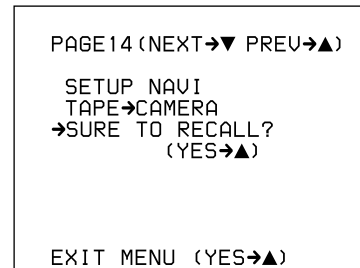 PAGE14(NEXT→▼ PREV→▲)
SETUP NAVI
TAPE→CAMERA
→SURE TO RECALL?
(YES→▲)
EXIT MENU (YES→▲)